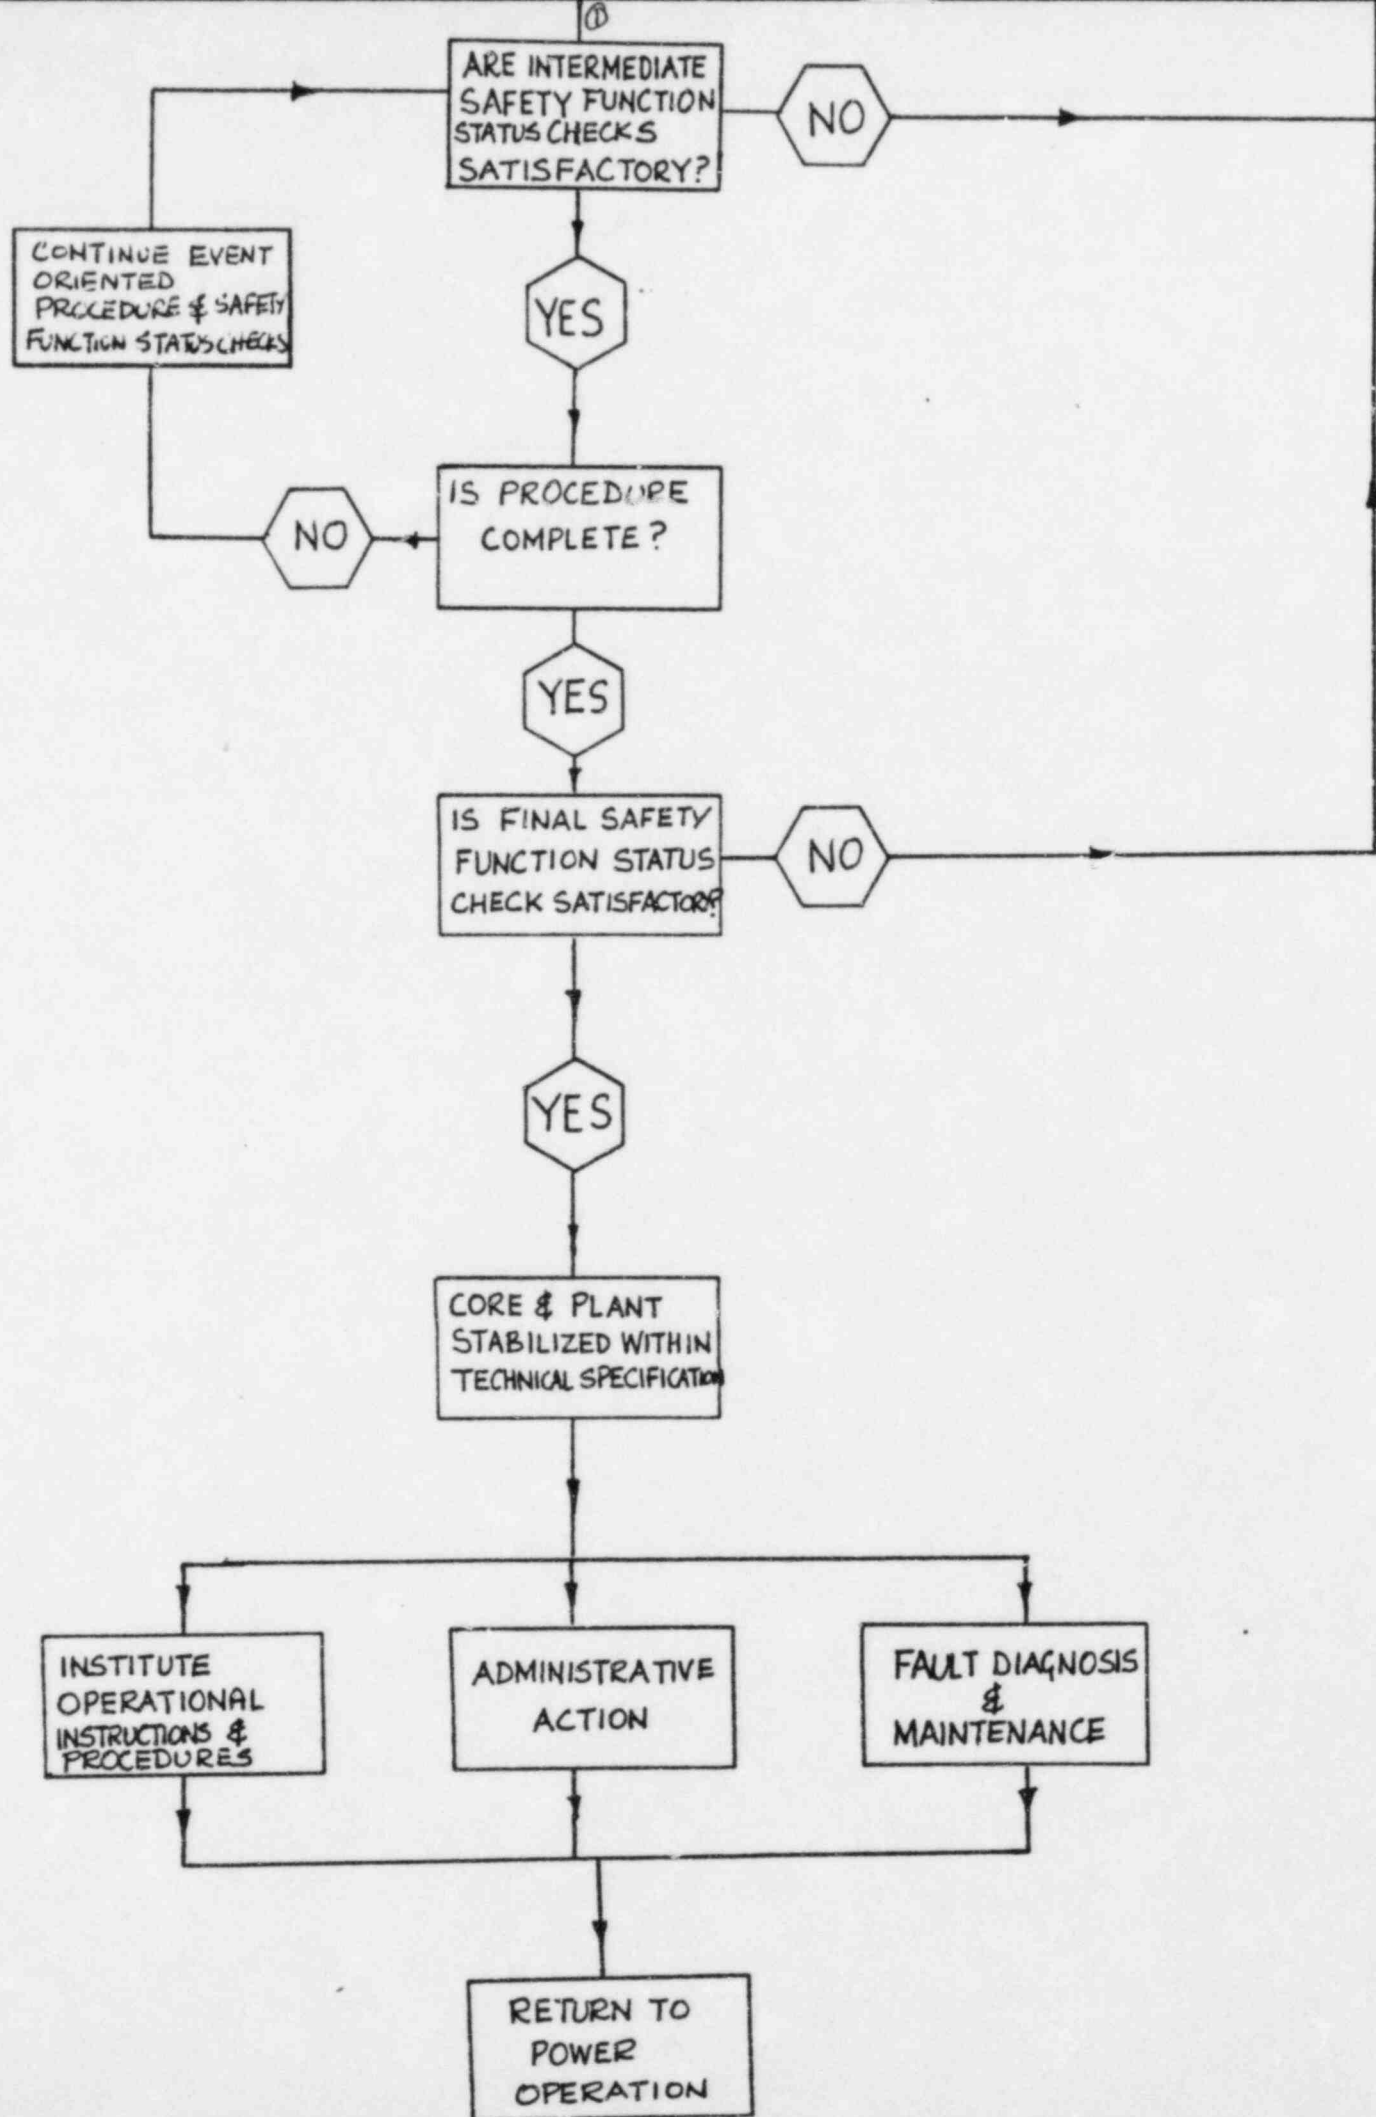 ①
ARE INTERMEDIATE
SAFETY FUNCTION
STATUS CHECKS
SATISFACTORY?
NO
CONTINUE EVENT
ORIENTED
PROCEDURE & SAFETY
FUNCTION STATUS CHECKS
YES
IS PROCEDURE
COMPLETE?
NO
YES
IS FINAL SAFETY
FUNCTION STATUS
CHECK SATISFACTORY?
NO
YES
CORE & PLANT
STABILIZED WITHIN
TECHNICAL SPECIFICATION
INSTITUTE
OPERATIONAL
INSTRUCTIONS &
PROCEDURES
ADMINISTRATIVE
ACTION
FAULT DIAGNOSIS
&
MAINTENANCE
RETURN TO
POWER
OPERATION